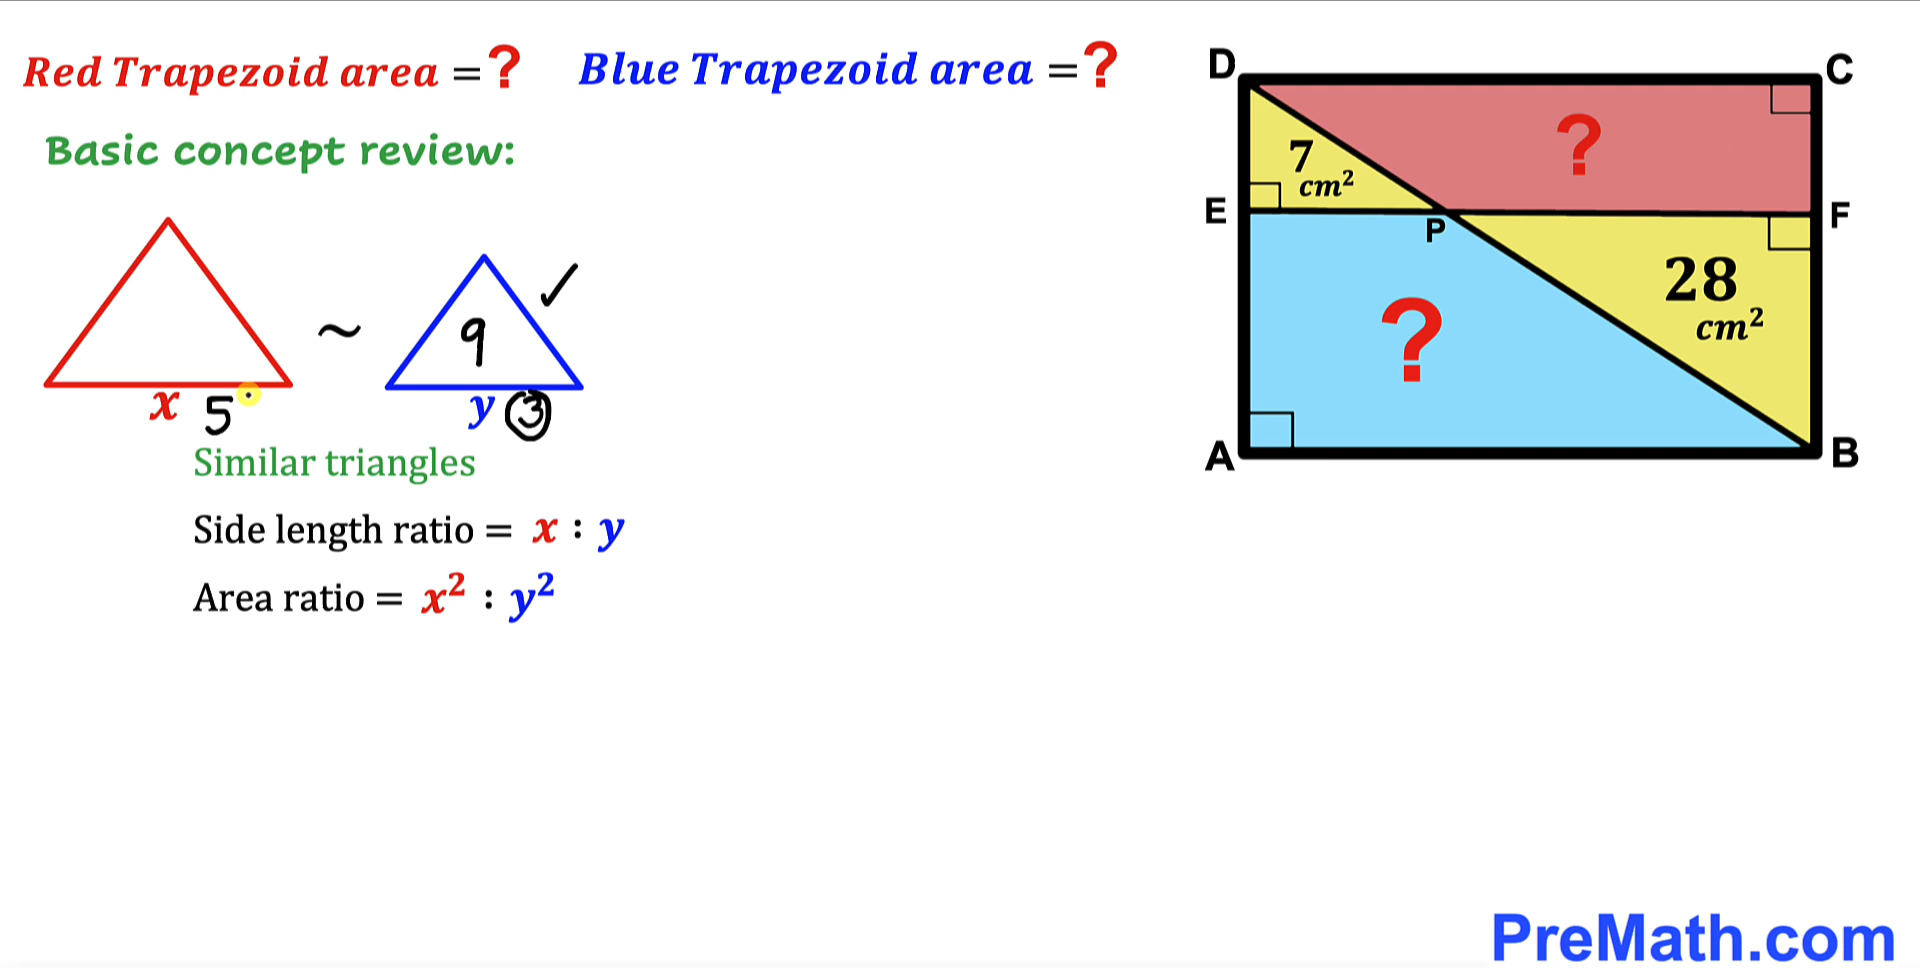 Red Trapezoid area = ?
Blue Trapezoid area = ?
Basic concept review:
9
x 5
y 3
~
Similar triangles
Side length ratio = x : y
Area ratio = x² : y²
D
C
7
cm²
?
E
P
F
28
cm²
?
A
B
PreMath.com